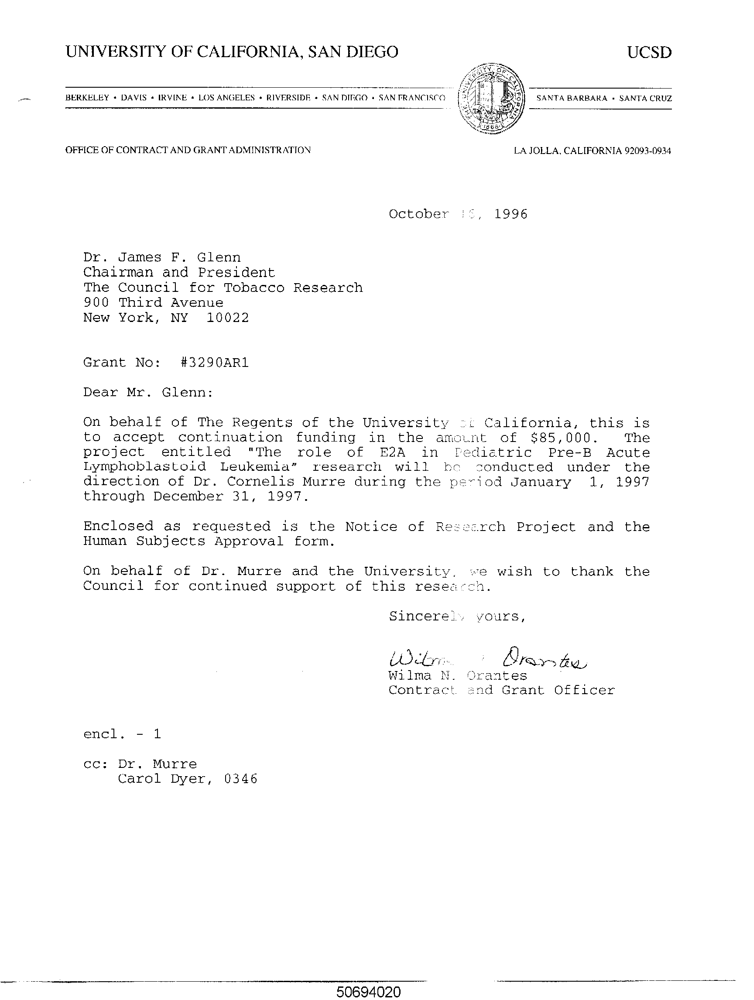 UNIVERSITY OF CALIFORNIA, SAN DIEGO
UCSD
BERKELEY • DAVIS • IRVINE • LOS ANGELES • RIVERSIDE • SAN DIEGO • SAN FRANCISCO
SANTA BARBARA • SANTA CRUZ
OFFICE OF CONTRACT AND GRANT ADMINISTRATION
LA JOLLA, CALIFORNIA 92093-0934
October , 1996
Dr. James F. Glenn
Chairman and President
The Council for Tobacco Research
900 Third Avenue
New York, NY 10022
Grant No: #3290AR1
Dear Mr. Glenn:
On behalf of The Regents of the University of California, this is
to accept continuation funding in the amount of $85,000. The
project entitled "The role of E2A in Pediatric Pre-B Acute
Lymphoblastoid Leukemia" research will be conducted under the
direction of Dr. Cornelis Murre during the period January 1, 1997
through December 31, 1997.
Enclosed as requested is the Notice of Research Project and the
Human Subjects Approval form.
On behalf of Dr. Murre and the University, we wish to thank the
Council for continued support of this research.
Sincerely yours,
Wilma Orantes
Wilma N. Orantes
Contract and Grant Officer
encl. - 1
cc: Dr. Murre
Carol Dyer, 0346
50694020